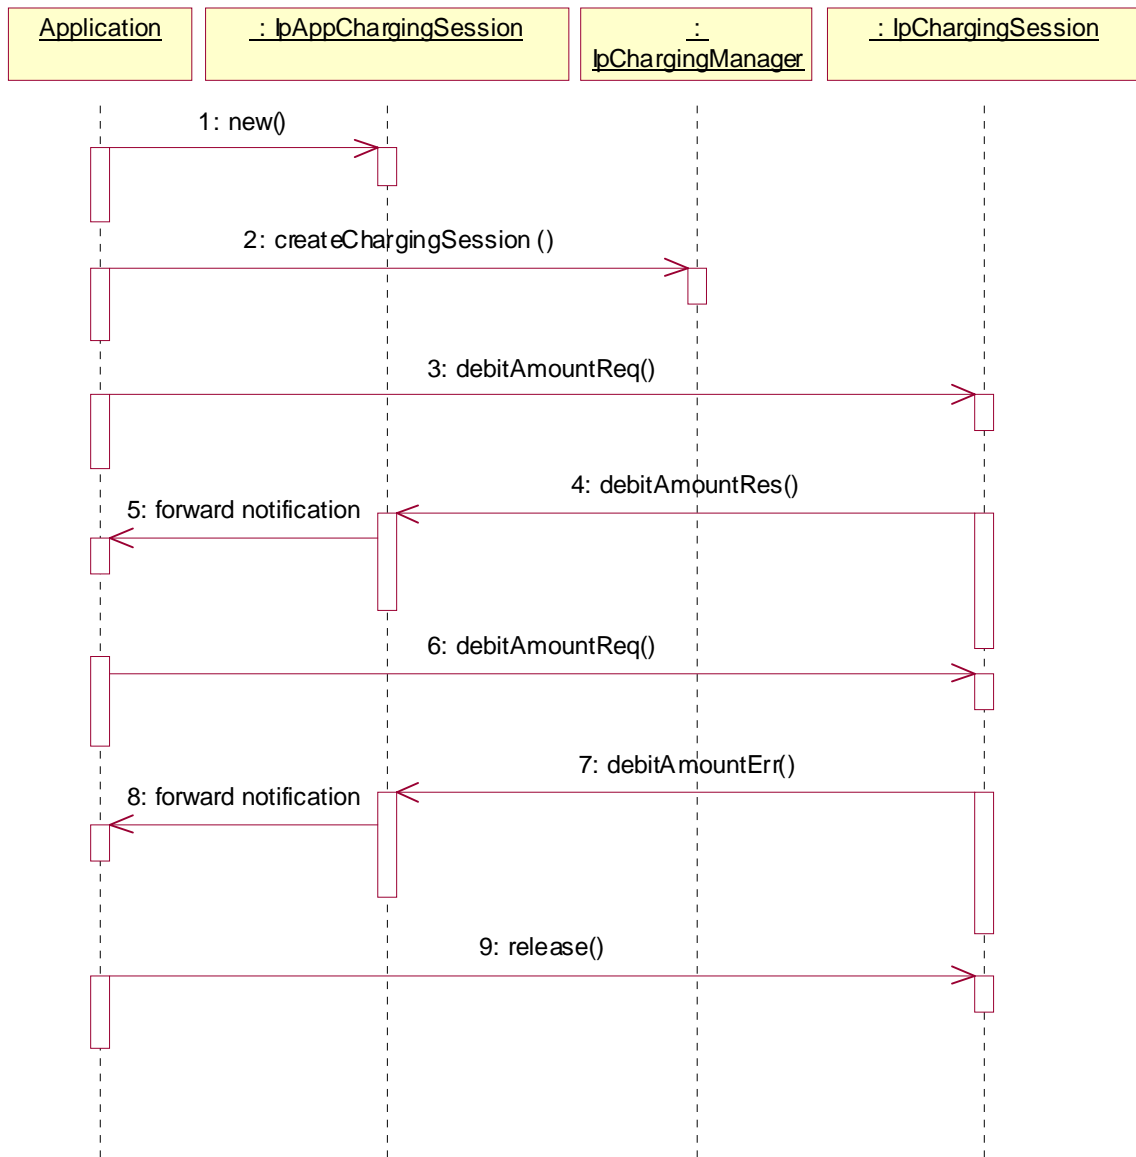 Application
: IpAppChargingSession
:
IpChargingManager
: IpChargingSession
1: new()
2: createChargingSession ()
3: debitAmountReq()
4: debitAmountRes()
5: forward notification
6: debitAmountReq()
7: debitAmountErr()
8: forward notification
9: release()